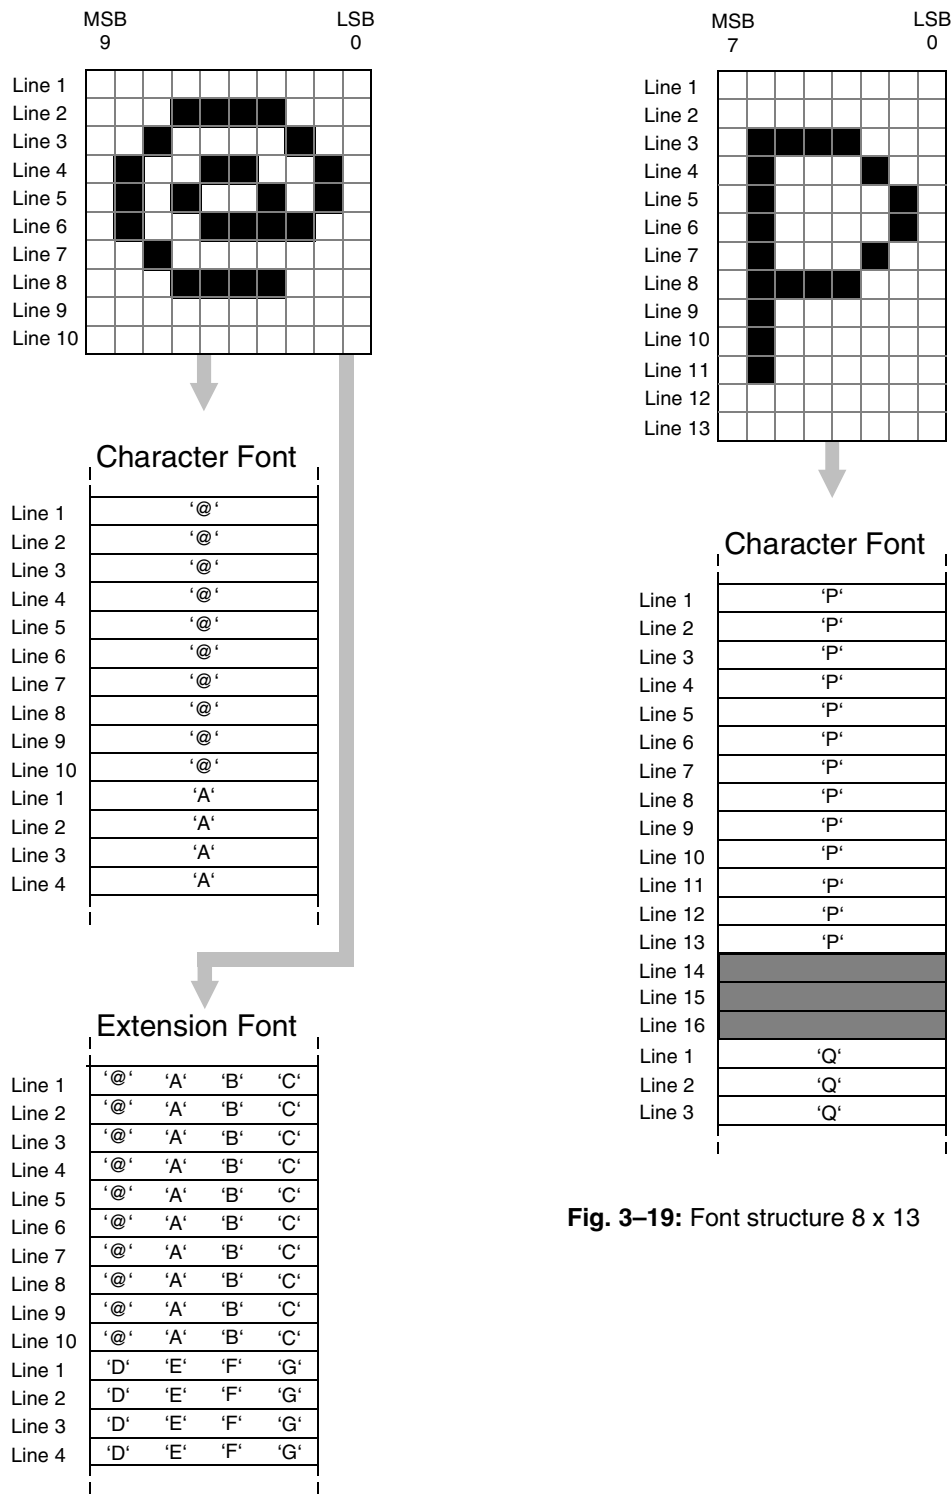 MSB LSB
9 0
Line 1
Line 2
Line 3
Line 4
Line 5
Line 6
Line 7
Line 8
Line 9
Line 10
Character Font
Line 1 ‘@‘
Line 2 ‘@‘
Line 3 ‘@‘
Line 4 ‘@‘
Line 5 ‘@‘
Line 6 ‘@‘
Line 7 ‘@‘
Line 8 ‘@‘
Line 9 ‘@‘
Line 10 ‘@‘
Line 1 ‘A‘
Line 2 ‘A‘
Line 3 ‘A‘
Line 4 ‘A‘
Extension Font
Line 1 ‘@‘ ‘A‘ ‘B‘ ‘C‘
Line 2 ‘@‘ ‘A‘ ‘B‘ ‘C‘
Line 3 ‘@‘ ‘A‘ ‘B‘ ‘C‘
Line 4 ‘@‘ ‘A‘ ‘B‘ ‘C‘
Line 5 ‘@‘ ‘A‘ ‘B‘ ‘C‘
Line 6 ‘@‘ ‘A‘ ‘B‘ ‘C‘
Line 7 ‘@‘ ‘A‘ ‘B‘ ‘C‘
Line 8 ‘@‘ ‘A‘ ‘B‘ ‘C‘
Line 9 ‘@‘ ‘A‘ ‘B‘ ‘C‘
Line 10 ‘@‘ ‘A‘ ‘B‘ ‘C‘
Line 1 ‘D‘ ‘E‘ ‘F‘ ‘G‘
Line 2 ‘D‘ ‘E‘ ‘F‘ ‘G‘
Line 3 ‘D‘ ‘E‘ ‘F‘ ‘G‘
Line 4 ‘D‘ ‘E‘ ‘F‘ ‘G‘
MSB LSB
7 0
Line 1
Line 2
Line 3
Line 4
Line 5
Line 6
Line 7
Line 8
Line 9
Line 10
Line 11
Line 12
Line 13
Character Font
Line 1 ‘P‘
Line 2 ‘P‘
Line 3 ‘P‘
Line 4 ‘P‘
Line 5 ‘P‘
Line 6 ‘P‘
Line 7 ‘P‘
Line 8 ‘P‘
Line 9 ‘P‘
Line 10 ‘P‘
Line 11 ‘P‘
Line 12 ‘P‘
Line 13 ‘P‘
Line 14
Line 15
Line 16
Line 1 ‘Q‘
Line 2 ‘Q‘
Line 3 ‘Q‘
Fig. 3–19: Font structure 8 x 13